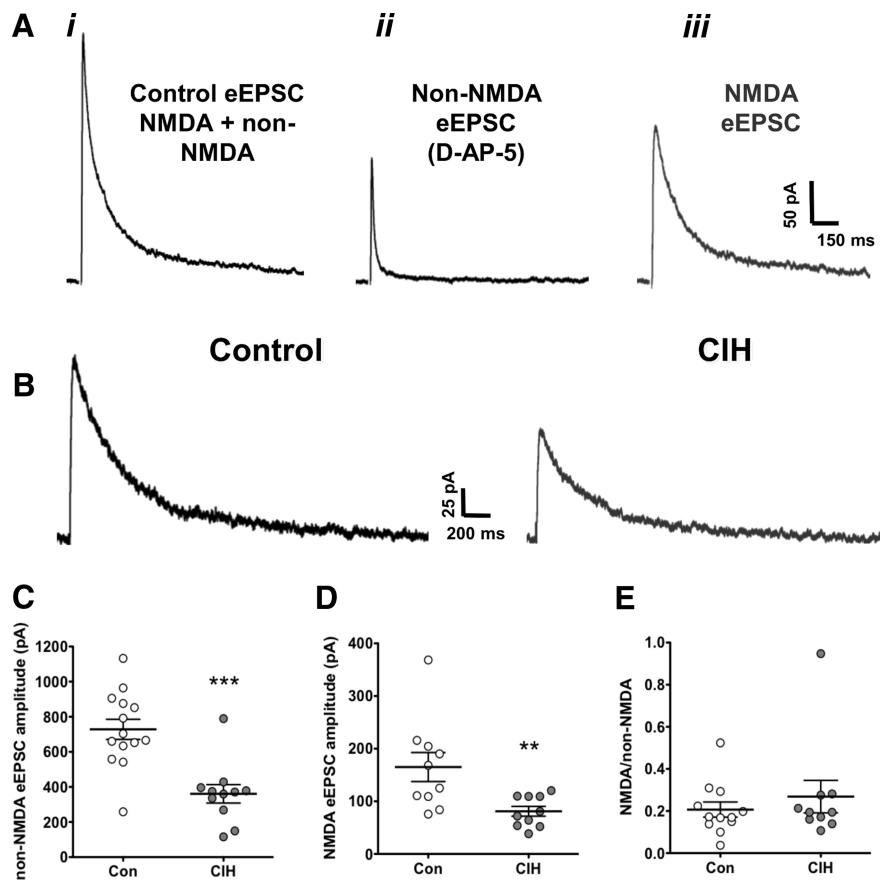 A
i
ii
iii
Control eEPSC
NMDA + non-
NMDA
Non-NMDA
eEPSC
(D-AP-5)
NMDA
eEPSC
50 pA
150 ms
B
Control
CIH
25 pA
200 ms
C
non-NMDA eEPSC amplitude (pA)
1200
1000
800
600
400
200
0
***
Con
CIH
D
NMDA eEPSC amplitude (pA)
400
300
200
100
0
**
Con
CIH
E
NMDA/non-NMDA
1.0
0.8
0.6
0.4
0.2
0.0
Con
CIH